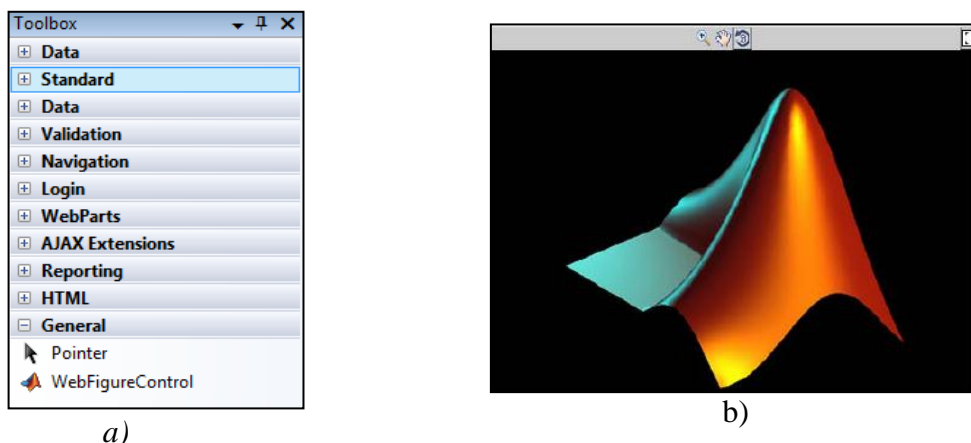 Toolbox
Data
Standard
Data
Validation
Navigation
Login
WebParts
AJAX Extensions
Reporting
HTML
General
Pointer
WebFigureControl
a)
b)